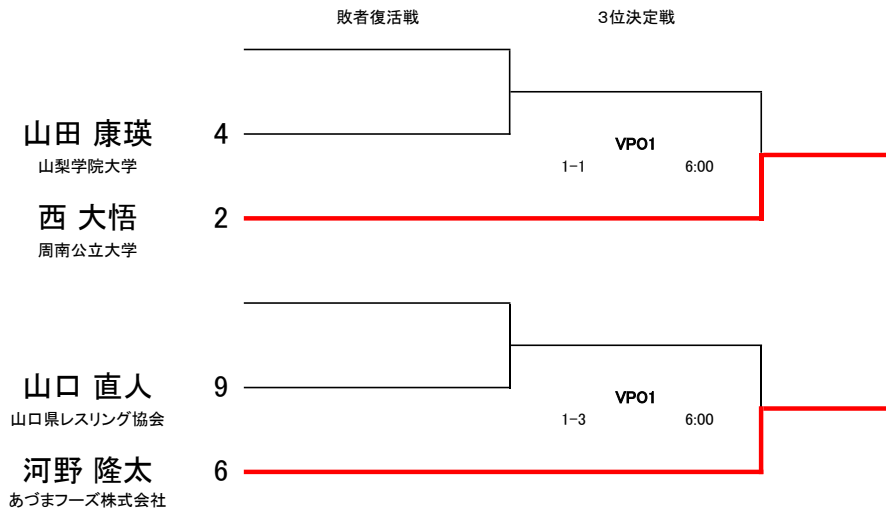 敗者復活戦 3位決定戦
山田 康瑛 4
山梨学院大学
VPO1
1-1 6:00
西 大悟 2
周南公立大学
山口 直人 9
山口県レスリング協会
VPO1
1-3 6:00
河野 隆太 6
あづまフーズ株式会社